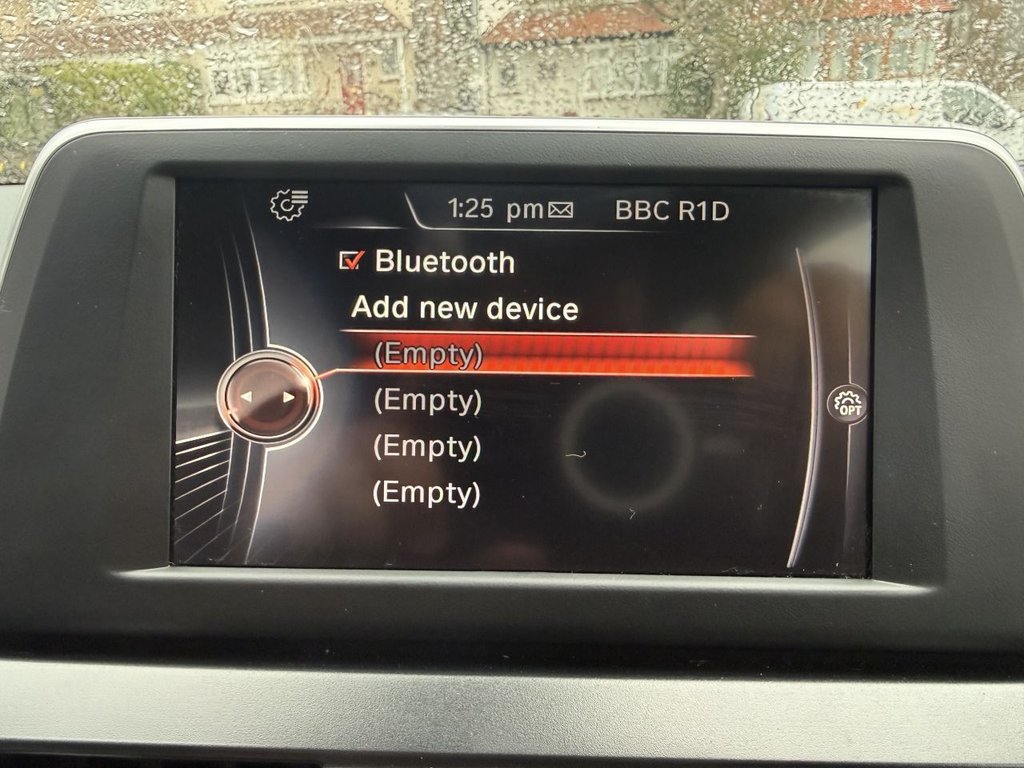 1:25 pm BBC R1D
Bluetooth
Add new device
(Empty)
(Empty)
OPT
(Empty)
(Empty)